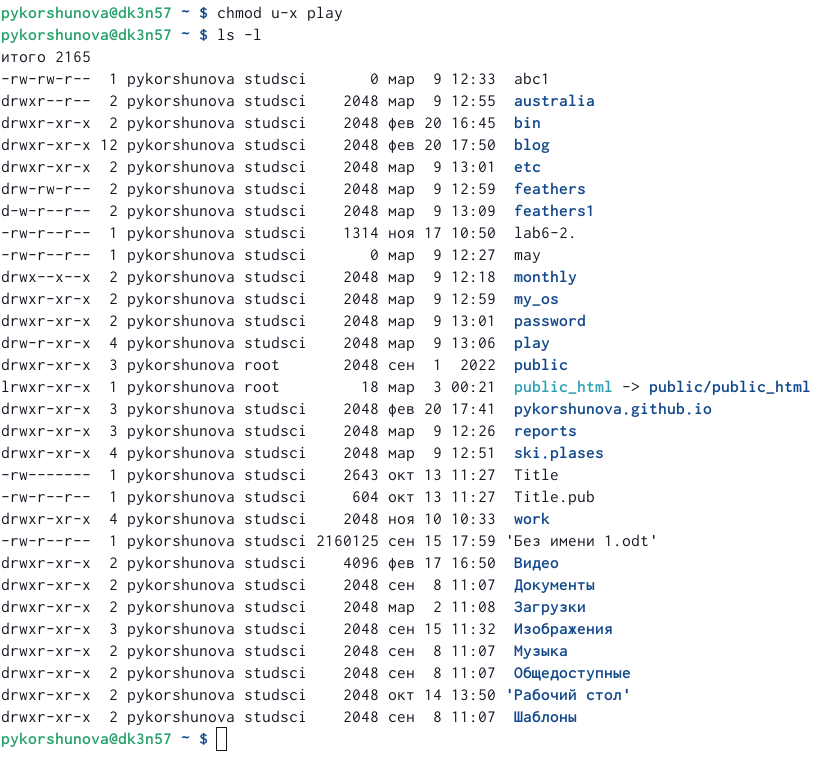 pykorshunova@dk3n57 ~ $ chmod u-x play
pykorshunova@dk3n57 ~ $ ls -l
итого 2165
-rw-rw-r--  1 pykorshunova studsci       0 мар  9 12:33  abc1
drwxr--r--  2 pykorshunova studsci    2048 мар  9 12:55  australia
drwxr-xr-x  2 pykorshunova studsci    2048 фев 20 16:45  bin
drwxr-xr-x 12 pykorshunova studsci    2048 фев 20 17:50  blog
drwxr-xr-x  2 pykorshunova studsci    2048 мар  9 13:01  etc
drw-rw-r--  2 pykorshunova studsci    2048 мар  9 12:59  feathers
d-w-r--r--  2 pykorshunova studsci    2048 мар  9 13:09  feathers1
-rw-r--r--  1 pykorshunova studsci    1314 ноя 17 10:50  lab6-2.
-rw-r--r--  1 pykorshunova studsci       0 мар  9 12:27  may
drwx--x--x  2 pykorshunova studsci    2048 мар  9 12:18  monthly
drwxr-xr-x  2 pykorshunova studsci    2048 мар  9 12:59  my_os
drwxr-xr-x  2 pykorshunova studsci    2048 мар  9 13:01  password
drw-r-xr-x  4 pykorshunova studsci    2048 мар  9 13:06  play
drwxr-xr-x  3 pykorshunova root       2048 сен  1  2022  public
lrwxr-xr-x  1 pykorshunova root         18 мар  3 00:21  public_html -> public/public_html
drwxr-xr-x  3 pykorshunova studsci    2048 фев 20 17:41  pykorshunova.github.io
drwxr-xr-x  3 pykorshunova studsci    2048 мар  9 12:26  reports
drwxr-xr-x  4 pykorshunova studsci    2048 мар  9 12:51  ski.plases
-rw-------  1 pykorshunova studsci    2643 окт 13 11:27  Title
-rw-r--r--  1 pykorshunova studsci     604 окт 13 11:27  Title.pub
drwxr-xr-x  4 pykorshunova studsci    2048 ноя 10 10:33  work
-rw-r--r--  1 pykorshunova studsci 2160125 сен 15 17:59 'Без имени 1.odt'
drwxr-xr-x  2 pykorshunova studsci    4096 фев 17 16:50  Видео
drwxr-xr-x  2 pykorshunova studsci    2048 сен  8 11:07  Документы
drwxr-xr-x  2 pykorshunova studsci    2048 мар  2 11:08  Загрузки
drwxr-xr-x  3 pykorshunova studsci    2048 сен 15 11:32  Изображения
drwxr-xr-x  2 pykorshunova studsci    2048 сен  8 11:07  Музыка
drwxr-xr-x  2 pykorshunova studsci    2048 сен  8 11:07  Общедоступные
drwxr-xr-x  2 pykorshunova studsci    2048 окт 14 13:50 'Рабочий стол'
drwxr-xr-x  2 pykorshunova studsci    2048 сен  8 11:07  Шаблоны
pykorshunova@dk3n57 ~ $